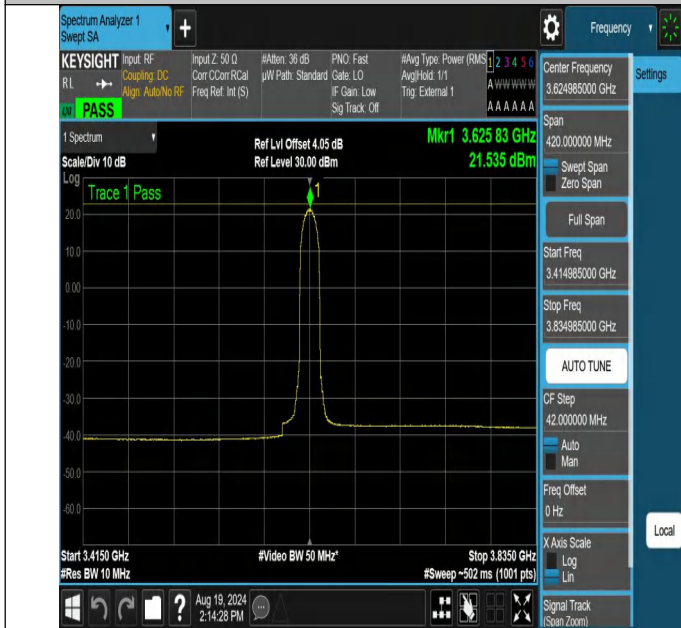 Spectrum Analyzer 1
Swept SA
+
Frequency
KEYSIGHT
RL
LXI
PASS
Input: RF
Coupling: DC
Align: Auto/No RF
Input Z: 50 Ω
Corr CCorr RCal
Freq Ref: Int (S)
#Atten: 36 dB
µW Path: Standard
PNO: Fast
Gate: LO
IF Gain: Low
Sig Track: Off
#Avg Type: Power (RMS
Avg|Hold: 1/1
Trig: External 1
1 2 3 4 5 6
A W W W W W
A A A A A A
1 Spectrum
Scale/Div 10 dB
Ref Lvl Offset 4.05 dB
Ref Level 30.00 dBm
Mkr1 3.625 83 GHz
21.535 dBm
Log
Trace 1 Pass
1
20.0
10.0
0.00
-10.0
-20.0
-30.0
-40.0
-50.0
-60.0
Start 3.4150 GHz
#Res BW 10 MHz
#Video BW 50 MHz*
Stop 3.8350 GHz
#Sweep ~502 ms (1001 pts)
?
Aug 19, 2024
2:14:28 PM
Center Frequency
3.624985000 GHz
Settings
Span
420.000000 MHz
Swept Span
Zero Span
Full Span
Start Freq
3.414985000 GHz
Stop Freq
3.834985000 GHz
AUTO TUNE
CF Step
42.000000 MHz
Auto
Man
Freq Offset
0 Hz
Local
X Axis Scale
Log
Lin
Signal Track
(Span Zoom)